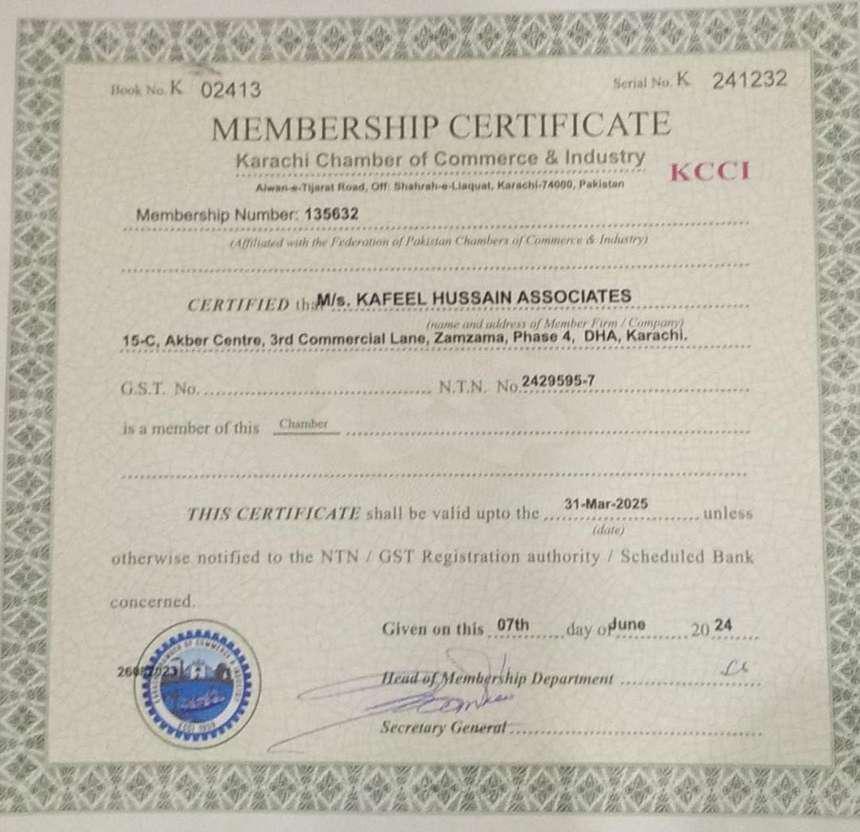 Book No. K 02413
Serial No. K 241232
MEMBERSHIP CERTIFICATE
Karachi Chamber of Commerce & Industry
KCCI
Aiwan-e-Tijarat Road, Off: Shahrah-e-Liaquat, Karachi-74000, Pakistan
Membership Number: 135632
(Affiliated with the Federation of Pakistan Chambers of Commerce & Industry)
CERTIFIED that M/s. KAFEEL HUSSAIN ASSOCIATES
(name and address of Member Firm / Company)
15-C, Akber Centre, 3rd Commercial Lane, Zamzama, Phase 4, DHA, Karachi.
G.S.T. No. N.T.N. No. 2429595-7
is a member of this Chamber
THIS CERTIFICATE shall be valid upto the 31-Mar-2025 unless
(date)
otherwise notified to the NTN / GST Registration authority / Scheduled Bank
concerned.
Given on this 07th day of June 20 24
Head of Membership Department
Secretary General